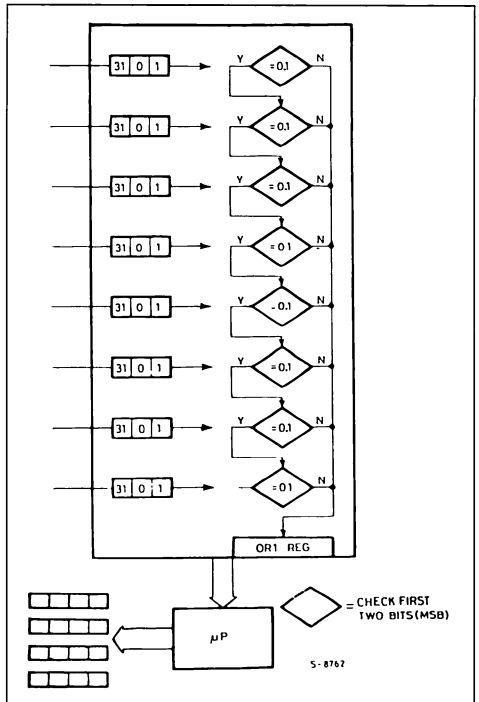 31 0 1 Y = 0.1 N
31 0 1 Y = 0.1 N
31 0 1 Y = 0.1 N
31 0 1 Y = 0 1 N
31 0 1 Y - 0.1 N
31 0 1 Y = 0.1 N
31 0 1 Y = 0.1 N
31 0 1 = 0 1 N
OR1 REG
= CHECK FIRST
TWO BITS (MSB)
μP
S-8762